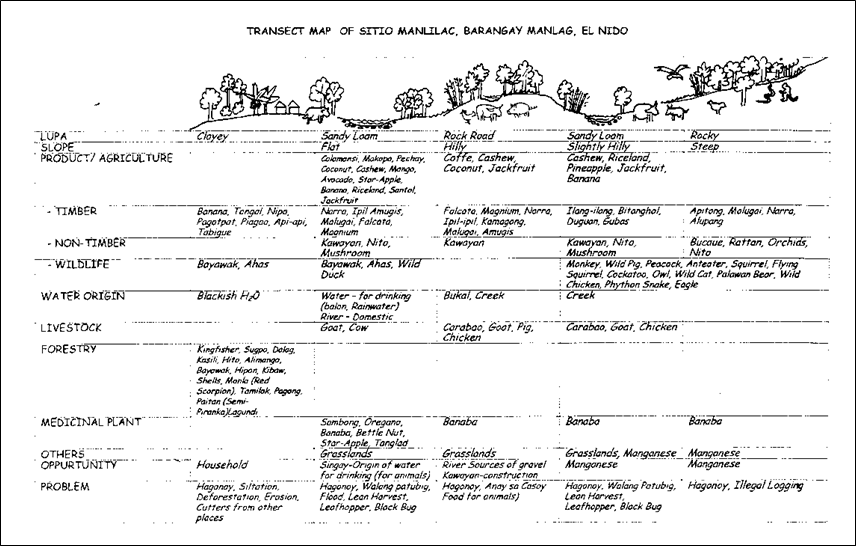 TRANSECT MAP OF SITIO MANLILAC, BARANGAY MANLAG, EL NIDO
LUPA Clayey Sandy Loam Rock Road Sandy Loam Rocky
SLOPE Flat Hilly Slightly Hilly Steep
PRODUCT/ AGRICULTURE Calamansi, Makopa, Pechay, Coffe, Cashew, Cashew, Riceland,
Coconut, Cashew, Mango, Coconut, Jackfruit Pineapple, Jackfruit,
Avocado, Star-Apple, Banana
Banana, Riceland, Santol,
Jackfruit
- TIMBER Banana, Tangai, Nipa, Narra, Ipil Amugis, Falcata, Magnium, Narra, Ilang-ilang, Bitanghol, Apitong, Malugai, Narra,
Pagatpat, Piagao, Api-api, Malugai, Falcata, Ipil-ipil, Kamagong, Duguan, Gubas Alupang
Tabigue Magnium Malugai, Amugis
- NON-TIMBER Kawayan, Nito, Kawayan Kawayan, Nito, Bucaue, Rattan, Orchids,
Mushroom Mushroom Nito
- WILDLIFE Bayawak, Ahas Bayawak, Ahas, Wild Monkey, Wild Pig, Peacock, Anteater, Squirrel, Flying
Duck Squirrel, Cockatoo, Owl, Wild Cat, Palawan Bear, Wild
Chicken, Phython Snake, Eagle
WATER ORIGIN Blackish H₂O Water - for drinking Bukal, Creek Creek
(balon, Rainwater)
River - Domestic
LIVESTOCK Goat, Cow Carabao, Goat, Pig, Carabao, Goat, Chicken
Chicken
FORESTRY Kingfisher, Sugpo, Dalag,
Kasili, Hito, Alimango,
Bayawak, Hipon, Kibaw,
Shells, Manla (Red
Scorpion), Tamilok, Pagong,
Paitan (Semi-
Piranka)Lagundi
MEDICINAL PLANT Sambong, Oregano, Banaba Banaba Banaba
Banaba, Bettle Nut,
Star-Apple, Tanglad
OTHERS Grasslands Grasslands Grasslands, Manganese Manganese
OPPURTUNITY Household Singay-Origin of water River Sources of gravel Manganese Manganese
for drinking (for animals) Kawayan-construction
PROBLEM Hagonoy, Siltation, Hagonoy, Walang patubig, Hagonoy, Anay sa Casoy Hagonoy, Walang Patubig, Hagonoy, Illegal Logging
Deforestation, Erosion, Flood, Lean Harvest, Food for animals) Lean Harvest,
Cutters from other Leafhopper, Black Bug Leafhopper, Black Bug
places